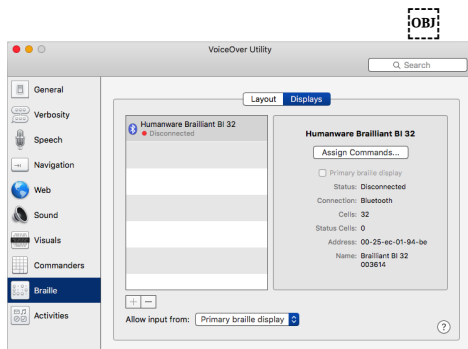 OBJ
VoiceOver Utility
Search
General
Verbosity
Speech
Navigation
Web
Sound
Visuals
Commanders
Braille
Activities
Layout Displays
Humanware Brailliant BI 32
Disconnected
Humanware Brailliant BI 32
Assign Commands...
Primary braille display
Status: Disconnected
Connection: Bluetooth
Cells: 32
Status Cells: 0
Address: 00-25-ec-01-94-be
Name: Brailliant BI 32
003614
+ −
Allow input from: Primary braille display
?